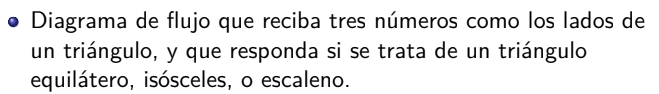 Diagrama de flujo que reciba tres números como los lados de
un triángulo, y que responda si se trata de un triángulo
equilátero, isósceles, o escaleno.